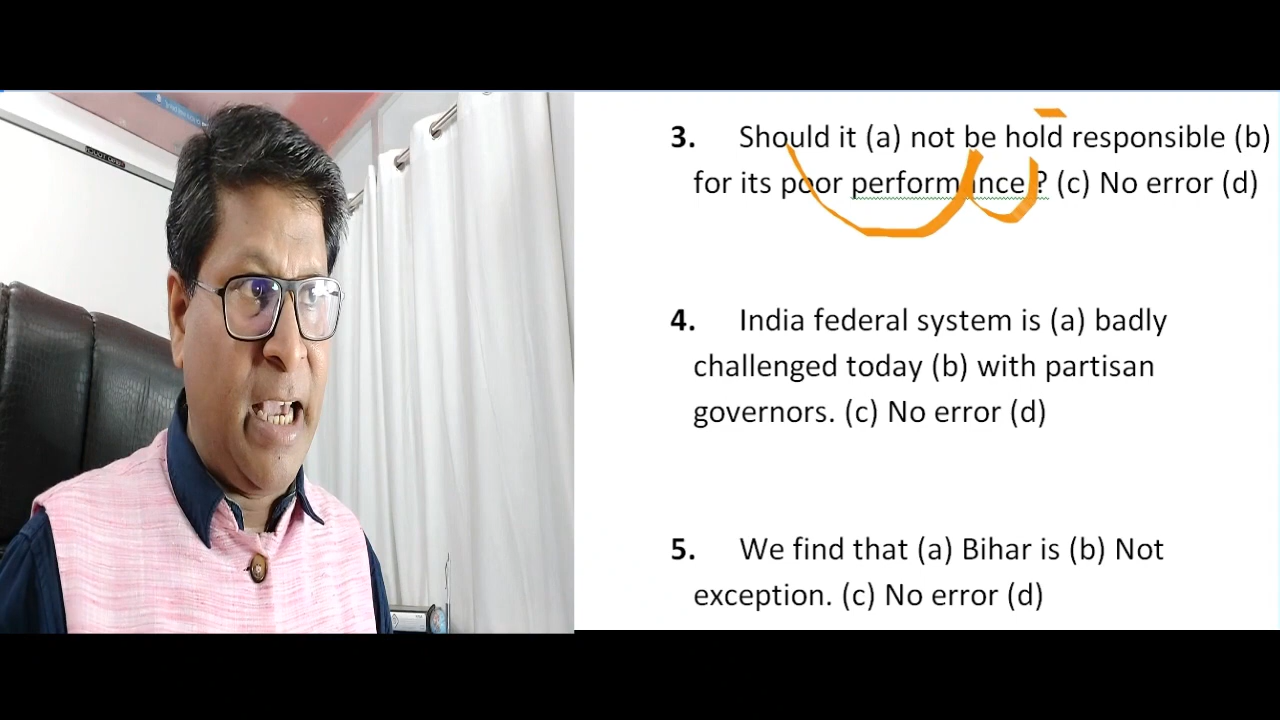 3. Should it (a) not be hold responsible (b)
for its poor performance ? (c) No error (d)
4. India federal system is (a) badly
challenged today (b) with partisan
governors. (c) No error (d)
5. We find that (a) Bihar is (b) Not
exception. (c) No error (d)